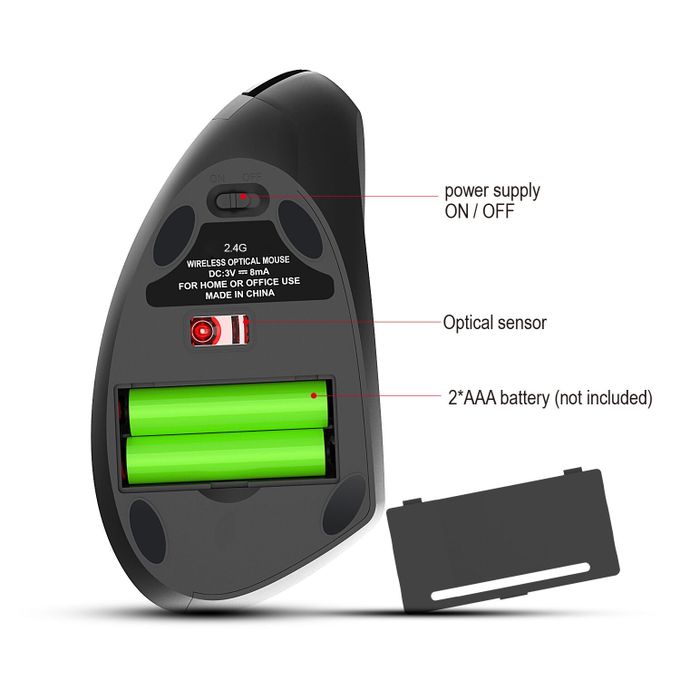 ON OFF
power supply
ON / OFF
2.4G
WIRELESS OPTICAL MOUSE
DC:3V ⎓ 8mA
FOR HOME OR OFFICE USE
MADE IN CHINA
Optical sensor
2*AAA battery (not included)